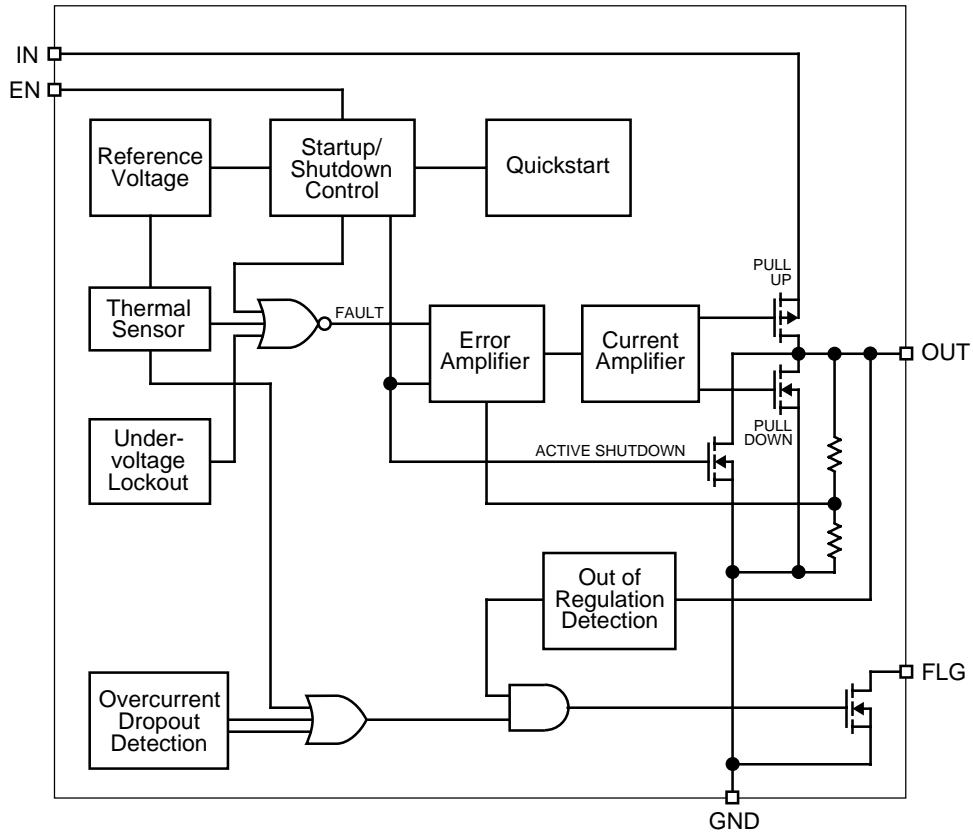 IN
EN
Reference
Voltage
Startup/
Shutdown
Control
Quickstart
PULL
UP
Thermal
Sensor
FAULT
Error
Amplifier
Current
Amplifier
OUT
Under-
voltage
Lockout
ACTIVE SHUTDOWN
PULL
DOWN
Out of
Regulation
Detection
FLG
Overcurrent
Dropout
Detection
GND